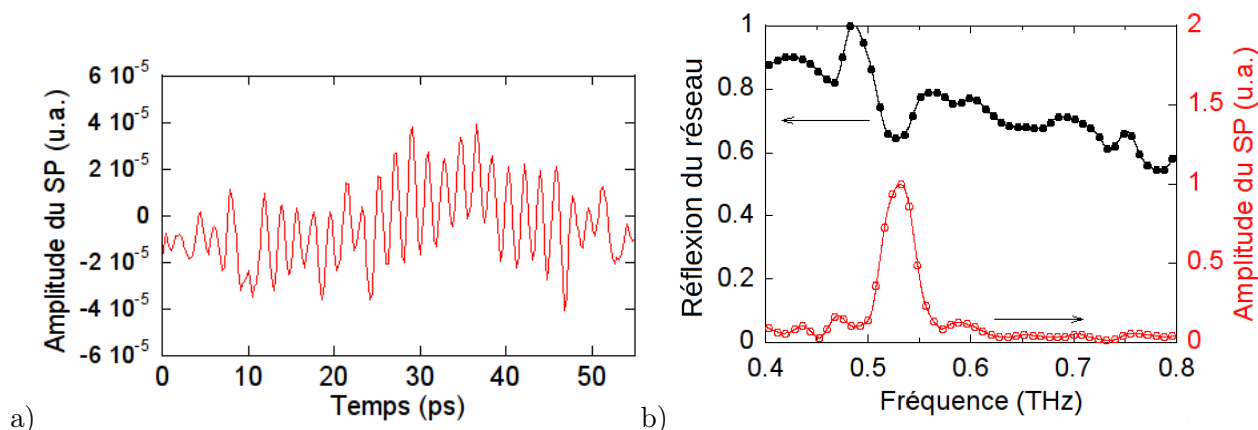 Amplitude du SP (u.a.)
6 10⁻⁵
4 10⁻⁵
2 10⁻⁵
0
-2 10⁻⁵
-4 10⁻⁵
-6 10⁻⁵
0 10 20 30 40 50
Temps (ps)
a)
Réflexion du réseau
1
0.8
0.6
0.4
0.2
0
0.4 0.5 0.6 0.7 0.8
Fréquence (THz)
2
1.5
1
0.5
0
Amplitude du SP (u.a.)
b)